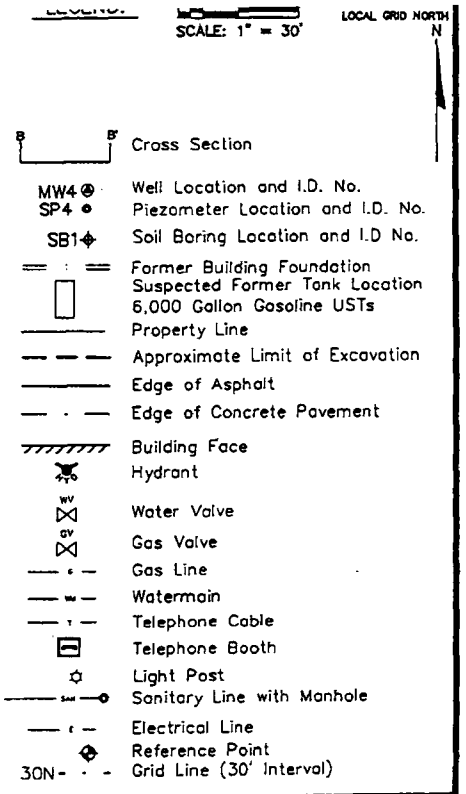 LEGEND:
SCALE: 1" = 30'
LOCAL GRID NORTH
N
B B' Cross Section
MW4 Well Location and I.D. No.
SP4 Piezometer Location and I.D. No.
SB1 Soil Boring Location and I.D No.
Former Building Foundation
Suspected Former Tank Location
6,000 Gallon Gasoline USTs
Property Line
Approximate Limit of Excavation
Edge of Asphalt
Edge of Concrete Pavement
Building Face
Hydrant
WV
Water Valve
GV
Gas Valve
G Gas Line
WM Watermain
T Telephone Cable
Telephone Booth
Light Post
SAN Sanitary Line with Manhole
E Electrical Line
Reference Point
30N- · - Grid Line (30' Interval)